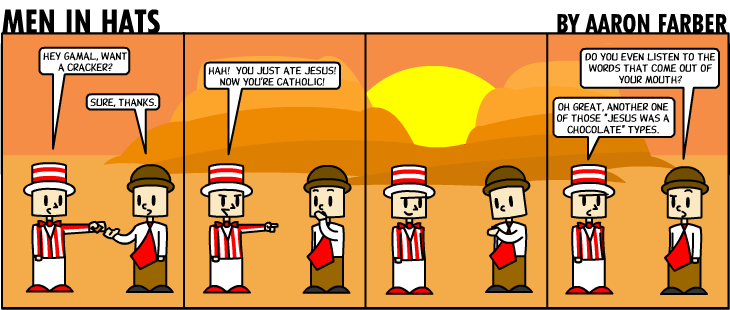 MEN IN HATS
BY AARON FARBER
HEY GAMAL, WANT
A CRACKER?
SURE, THANKS.
HAH! YOU JUST ATE JESUS!
NOW YOU'RE CATHOLIC!
DO YOU EVEN LISTEN TO THE
WORDS THAT COME OUT OF
YOUR MOUTH?
OH GREAT, ANOTHER ONE
OF THOSE "JESUS WAS A
CHOCOLATE" TYPES.